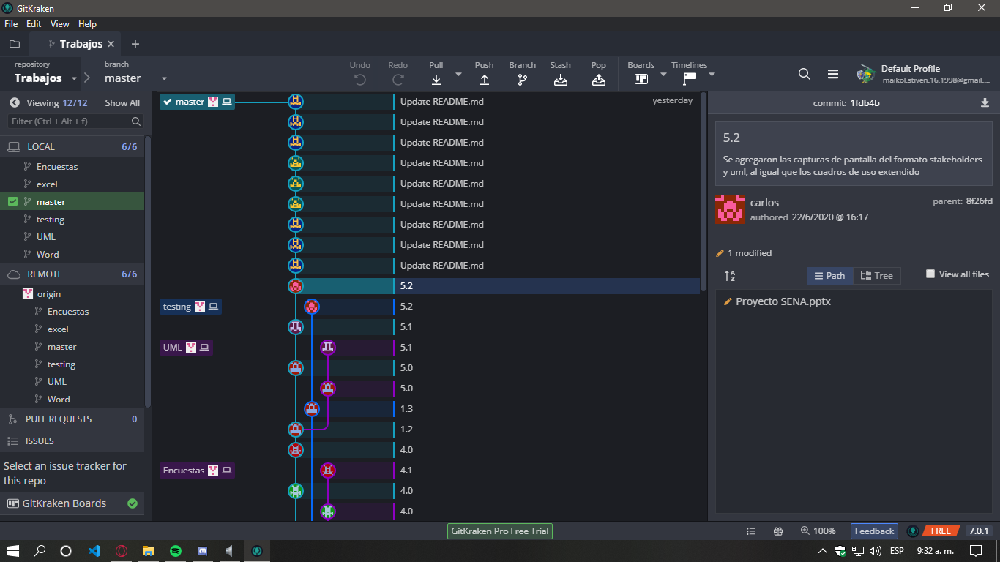 GitKraken
File Edit View Help
Trabajos
repository
Trabajos
branch
master
Undo
Redo
Pull
Push
Branch
Stash
Pop
Boards
Timelines
Default Profile
maikol.stiven.16.1998@gmail....
Viewing 12/12 Show All
Filter (Ctrl + Alt + f)
LOCAL 6/6
Encuestas
excel
master
testing
UML
Word
REMOTE 6/6
origin
Encuestas
excel
master
testing
UML
Word
PULL REQUESTS 0
ISSUES
Select an issue tracker for
this repo
GitKraken Boards
master Update README.md yesterday
Update README.md
Update README.md
Update README.md
Update README.md
Update README.md
Update README.md
Update README.md
Update README.md
5.2
testing 5.2
5.1
UML 5.1
5.0
5.0
1.3
1.2
4.0
Encuestas 4.1
4.0
4.0
commit: 1fdb4b
5.2
Se agregaron las capturas de pantalla del formato stakeholders
y uml, al igual que los cuadros de uso extendido
carlos
parent: 8f26fd
authored 22/6/2020 @ 16:17
1 modified
Path
Tree
View all files
Proyecto SENA.pptx
GitKraken Pro Free Trial
100%
Feedback
FREE
7.0.1
ESP
9:32 a. m.